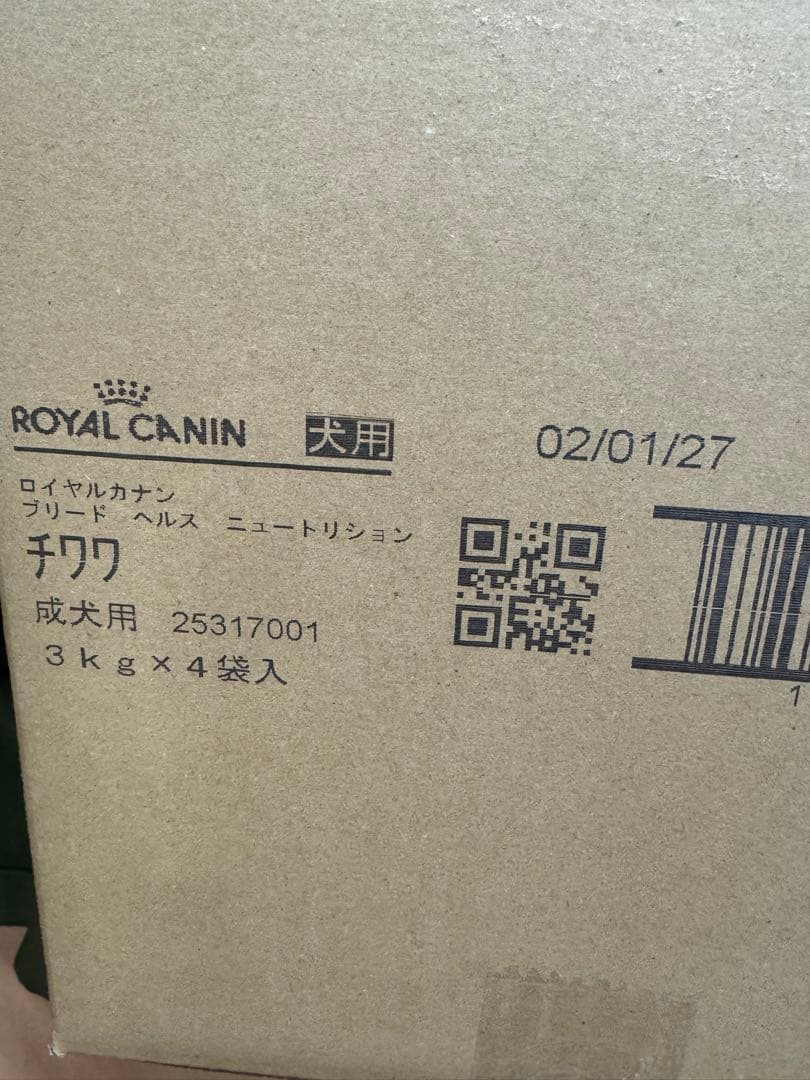 ROYAL CANIN 犬用
02/01/27
ロイヤルカナン
ブリード ヘルス ニュートリション
チワワ
成犬用 25317001
3kg×4袋入
1